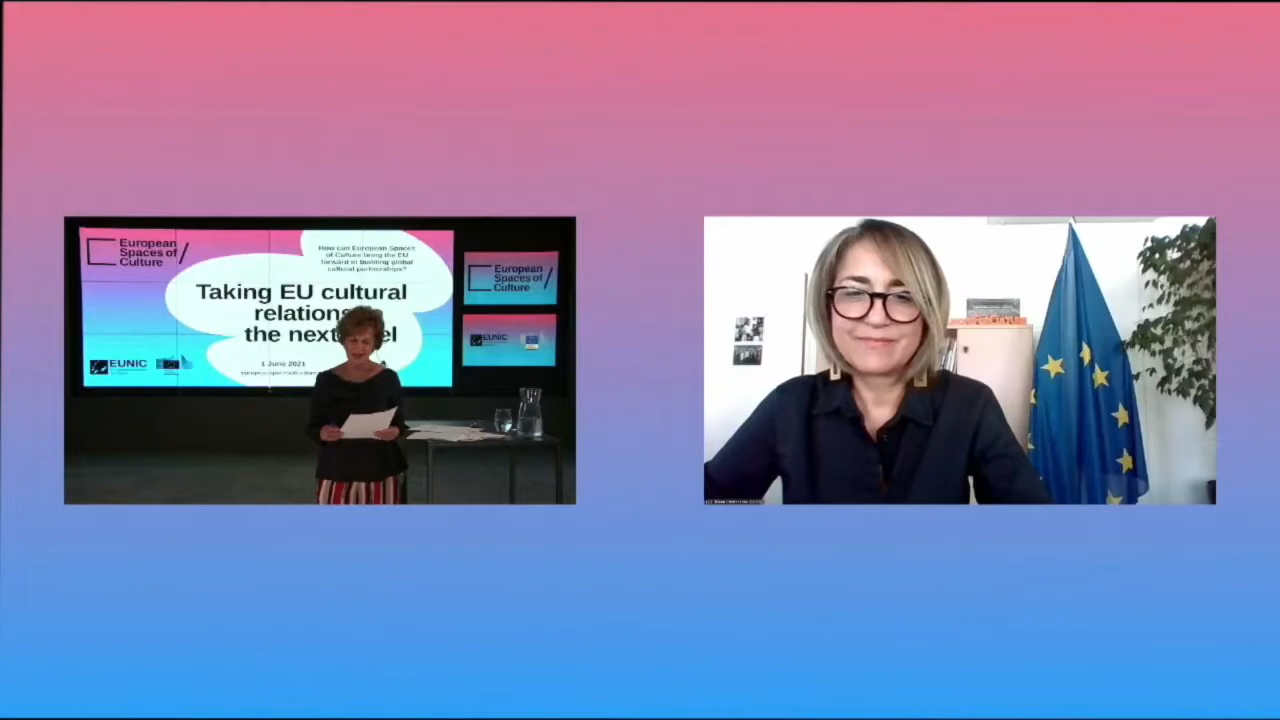 European
Spaces of
Culture
How can European Spaces
of Culture bring the EU
forward in building global
cultural partnerships?
Taking EU cultural
relations
the next
el
1 June 2021
EUNIC
European
Spaces of
Culture
EUNIC